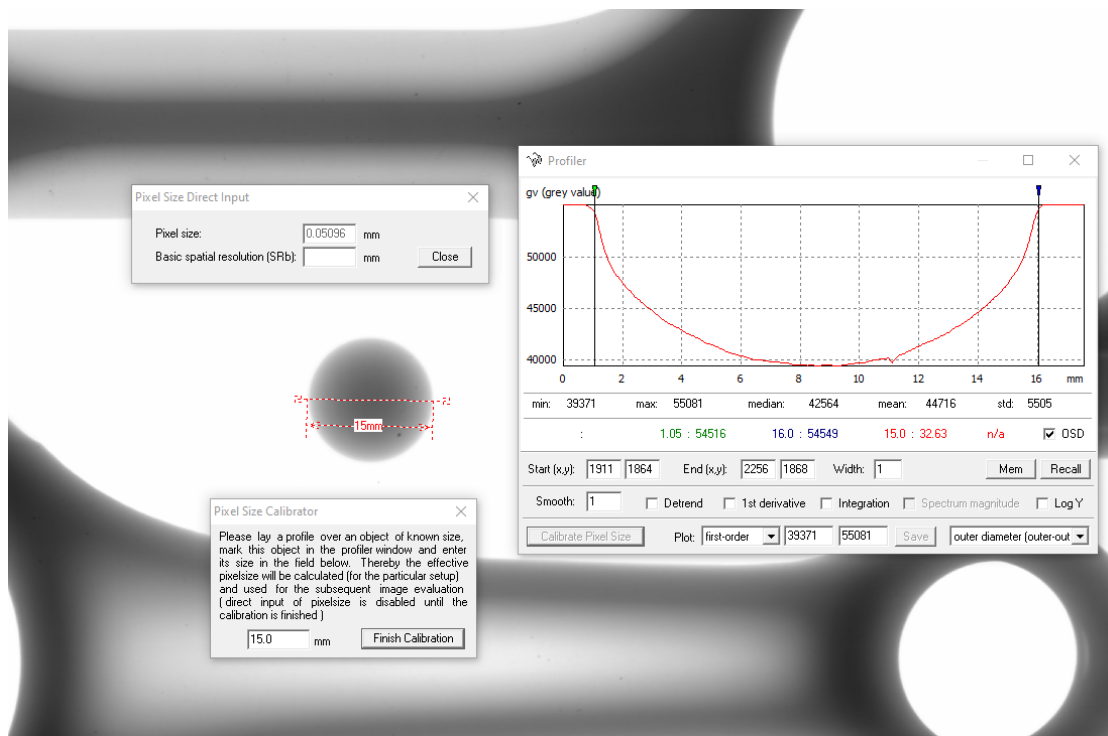 Pixel Size Direct Input
Pixel size: 0.05096 mm
Basic spatial resolution (SRb): mm
Close
15mm
Pixel Size Calibrator
Please lay a profile over an object of known size,
mark this object in the profiler window and enter
its size in the field below. Thereby the effective
pixelsize will be calculated (for the particular setup)
and used for the subsequent image evaluation
( direct input of pixelsize is disabled until the
calibration is finished )
15.0 mm Finish Calibration
Profiler
gv (grey value)
50000
45000
40000
0 2 4 6 8 10 12 14 16 mm
min: 39371 max: 55081 median: 42564 mean: 44716 std: 5505
: 1.05 : 54516 16.0 : 54549 15.0 : 32.63 n/a OSD
Start (x,y): 1911 1864 End (x,y): 2256 1868 Width: 1 Mem Recall
Smooth: 1 Detrend 1st derivative Integration Spectrum magnitude Log Y
Calibrate Pixel Size Plot: first-order 39371 55081 Save outer diameter (outer-out